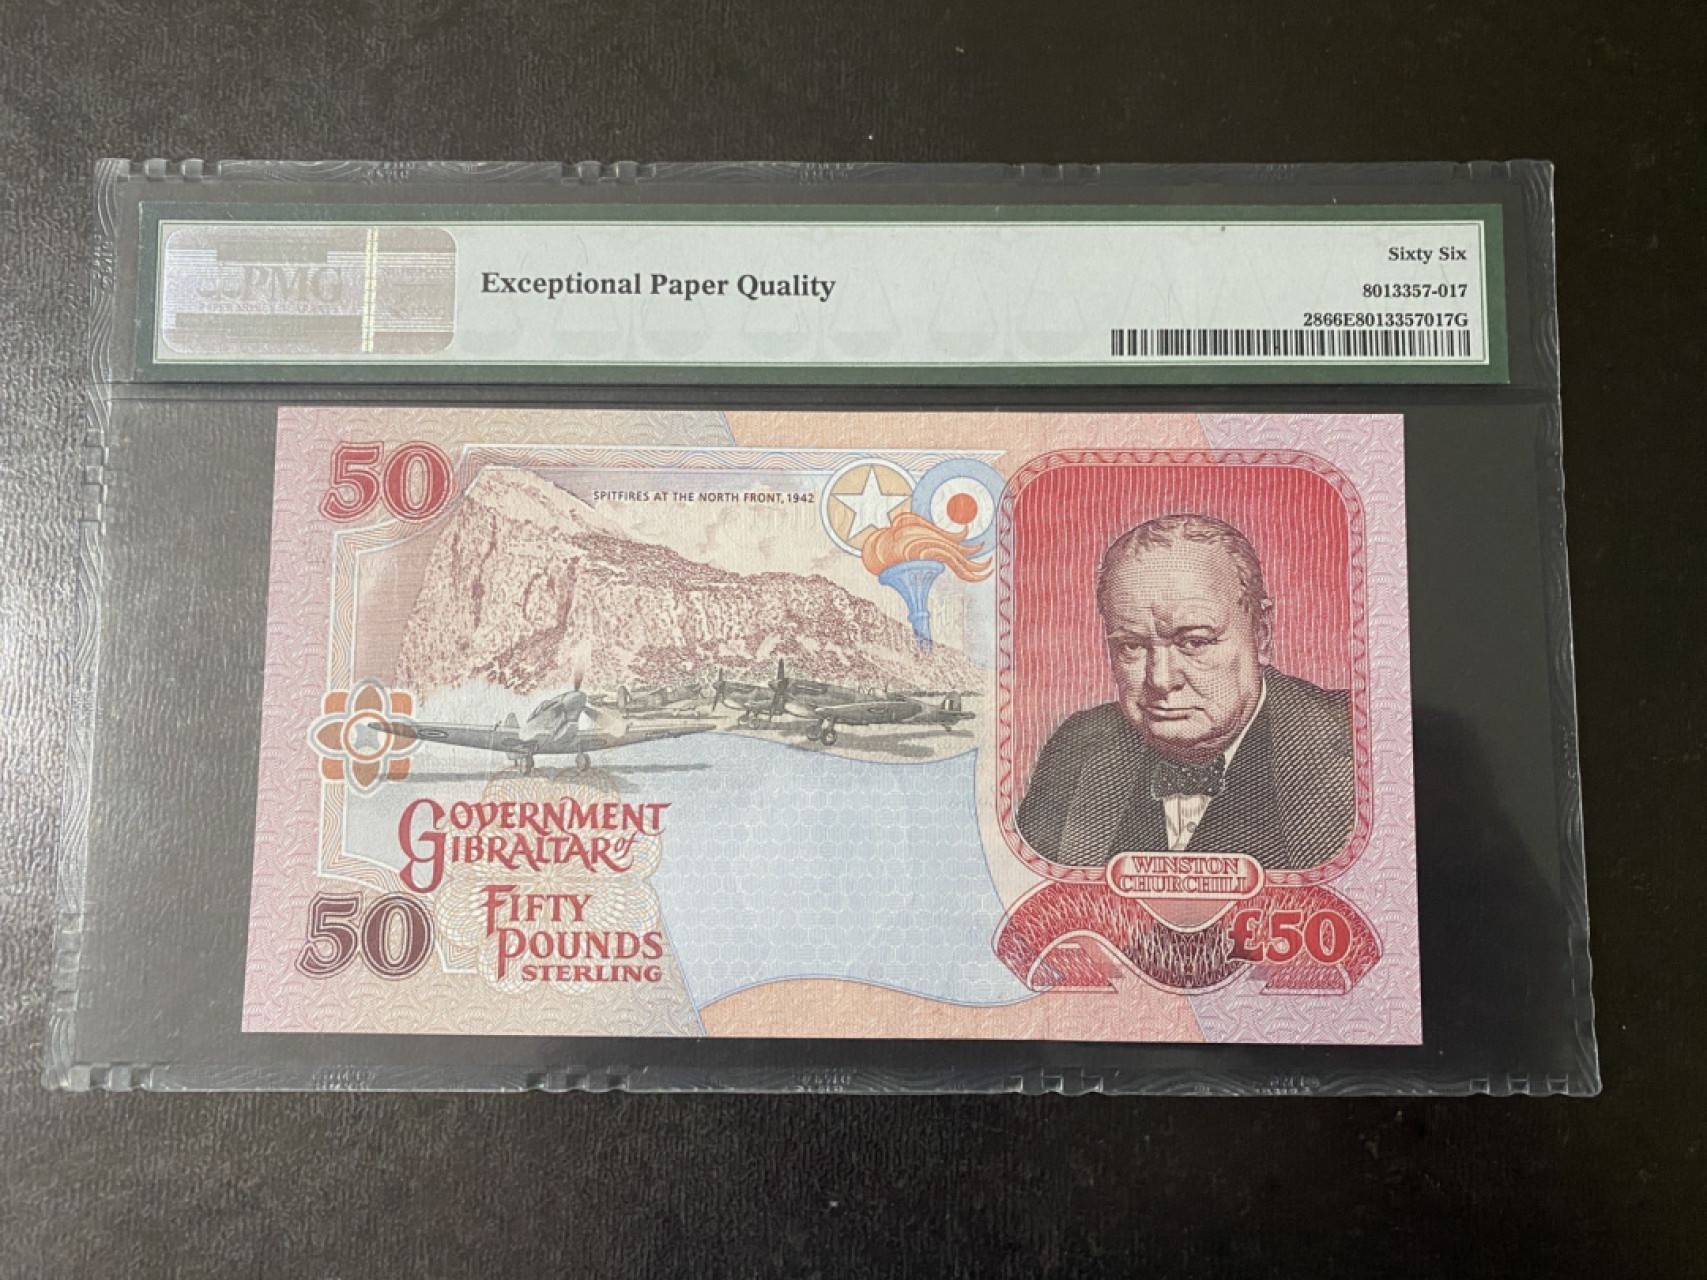 PMG
Exceptional Paper Quality
Sixty Six
8013357-017
2866E8013357017G
50
SPITFIRES AT THE NORTH FRONT, 1942
GOVERNMENT
of GIBRALTAR
FIFTY
POUNDS
STERLING
50
WINSTON
CHURCHILL
£50